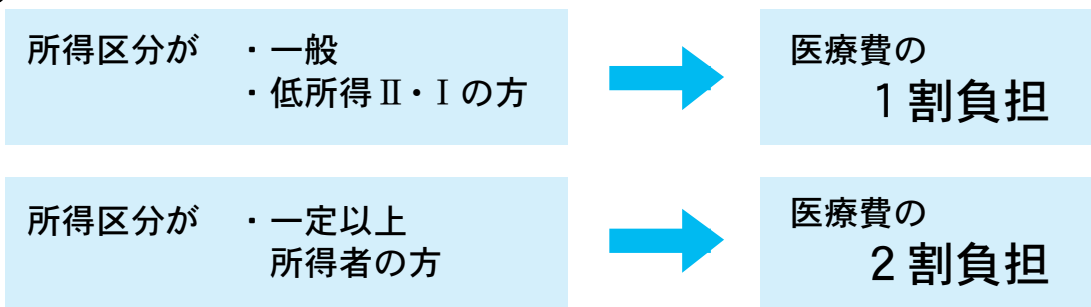 所得区分が ・一般
・低所得Ⅱ・Ⅰの方
医療費の
1割負担
所得区分が ・一定以上
所得者の方
医療費の
2割負担